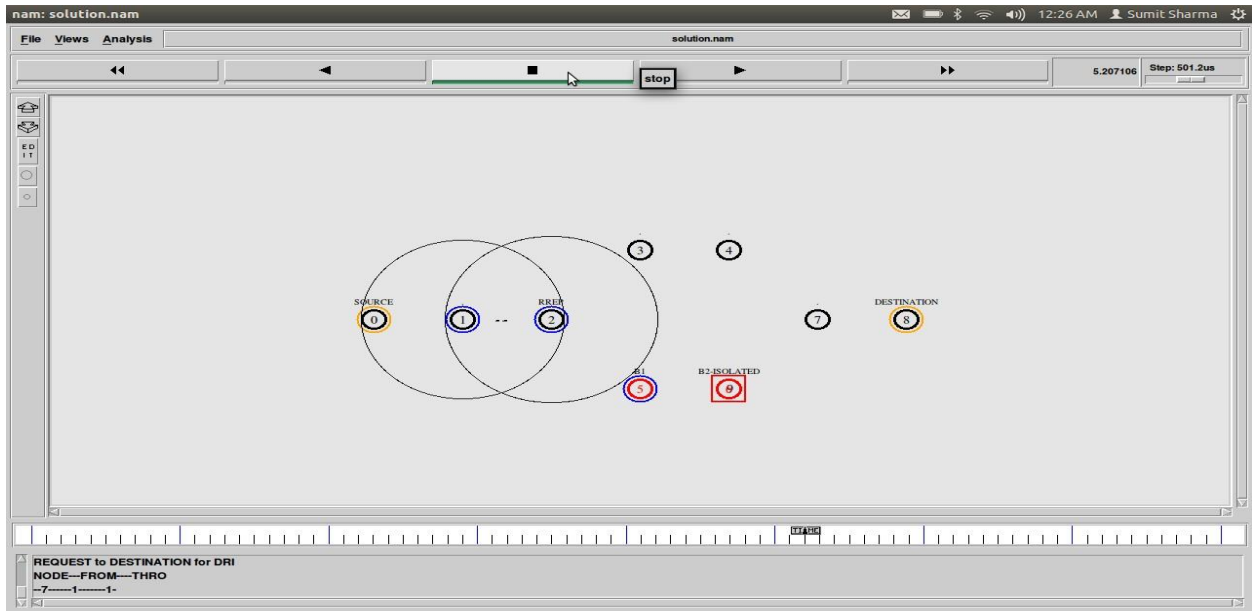 nam: solution.nam
12:26 AM Sumit Sharma
File Views Analysis
solution.nam
stop
5.207106
Step: 501.2us
ED
IT
3
4
SOURCE
0
1
--
RREP
2
7
DESTINATION
8
B1
5
B2-ISOLATED
TIME
REQUEST to DESTINATION for DRI
NODE---FROM----THRO
--7------1-------1-